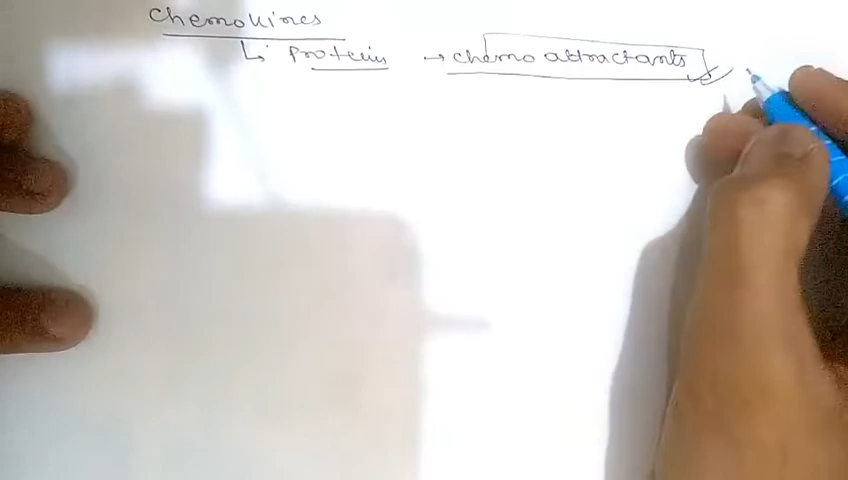 Chemokines
↳ Protein → chemo attractants